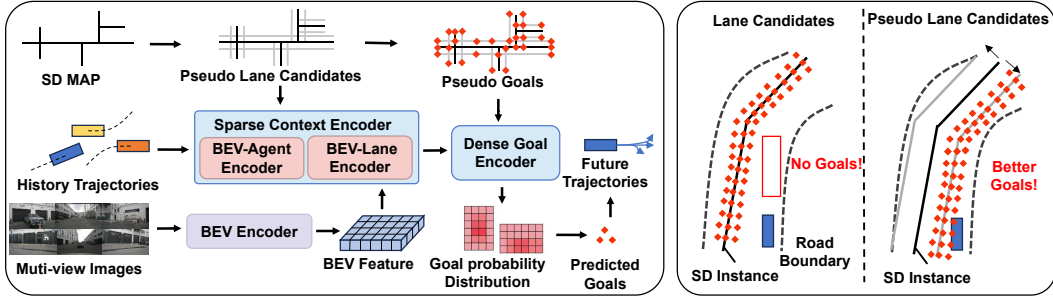 SD MAP
Pseudo Lane Candidates
Pseudo Goals
History Trajectories
Sparse Context Encoder
BEV-Agent
Encoder
BEV-Lane
Encoder
Dense Goal
Encoder
Future
Trajectories
Muti-view Images
BEV Encoder
BEV Feature
Goal probability
Distribution
Predicted
Goals
Lane Candidates
No Goals!
Road
Boundary
SD Instance
Pseudo Lane Candidates
Better
Goals!
SD Instance